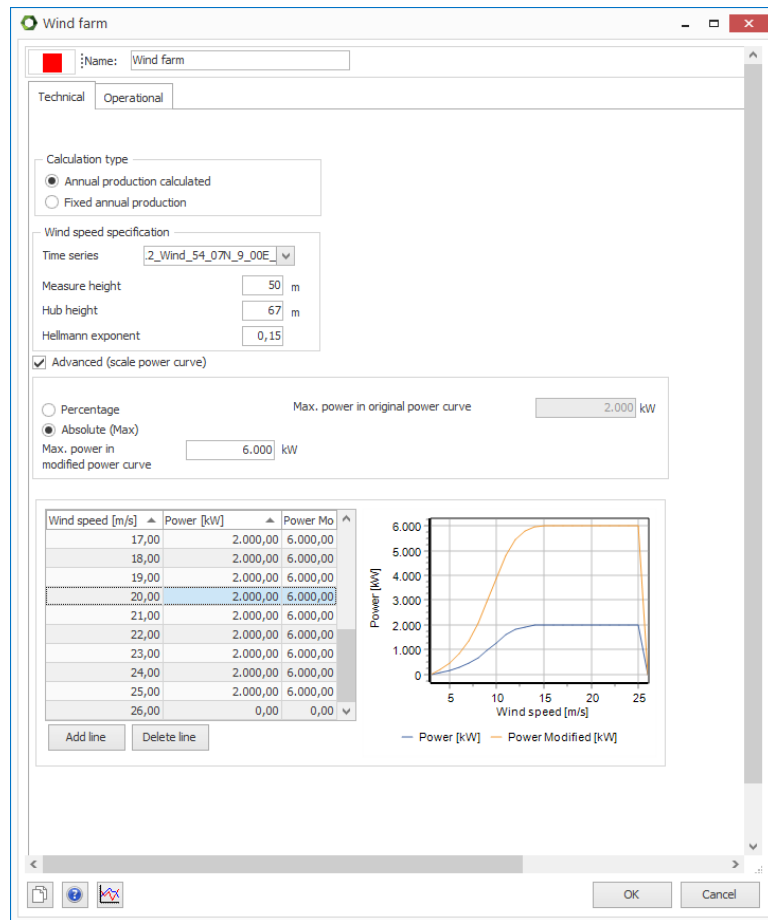 Wind farm
Name: Wind farm
Technical Operational
Calculation type
Annual production calculated
Fixed annual production
Wind speed specification
Time series .2_Wind_54_07N_9_00E_
Measure height 50 m
Hub height 67 m
Hellmann exponent 0,15
Advanced (scale power curve)
Percentage Max. power in original power curve 2.000 kW
Absolute (Max)
Max. power in modified power curve 6.000 kW
Wind speed [m/s] Power [kW] Power Mo
17,00 2.000,00 6.000,00
18,00 2.000,00 6.000,00
19,00 2.000,00 6.000,00
20,00 2.000,00 6.000,00
21,00 2.000,00 6.000,00
22,00 2.000,00 6.000,00
23,00 2.000,00 6.000,00
24,00 2.000,00 6.000,00
25,00 2.000,00 6.000,00
26,00 0,00 0,00
Add line Delete line
Power [kW]
6.000
5.000
4.000
3.000
2.000
1.000
0
5 10 15 20 25
Wind speed [m/s]
Power [kW] Power Modified [kW]
OK Cancel